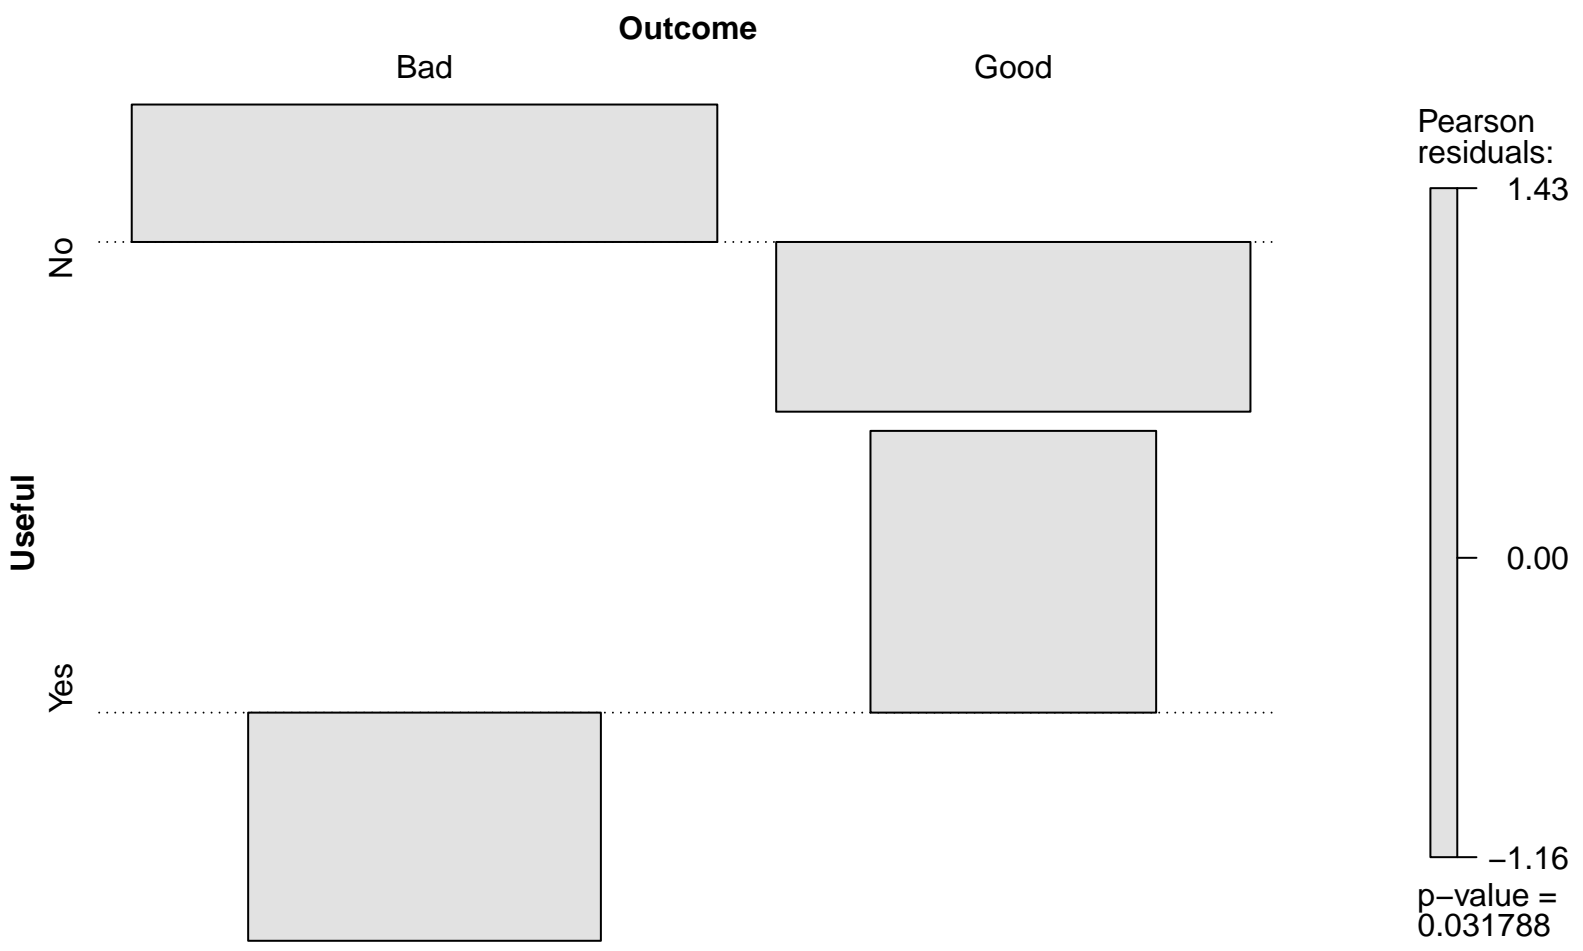 Outcome
Bad Good
Pearson
residuals:
1.43
No
Useful
0.00
Yes
−1.16
p−value =
0.031788